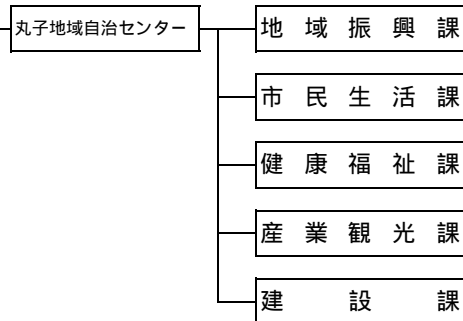 丸子地域自治センター
地域振興課
市民生活課
健康福祉課
産業観光課
建設課